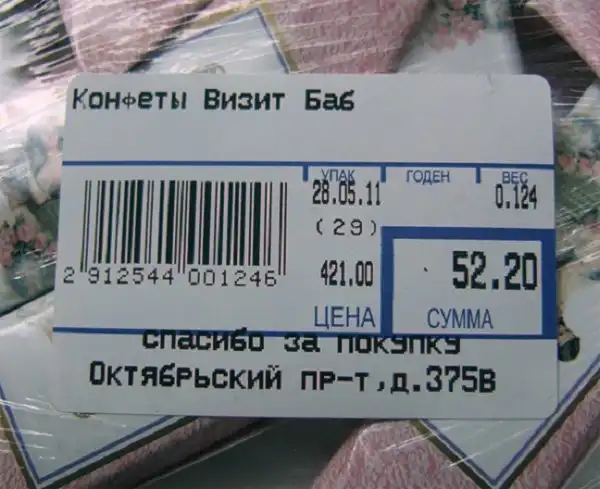 Конфеты Визит Баб
УПАК ГОДЕН ВЕС
28.05.11 0.124
(29)
421.00 52.20
2 912544 001246
ЦЕНА СУММА
спасибо за покупку
Октябрьский пр-т,д.375В